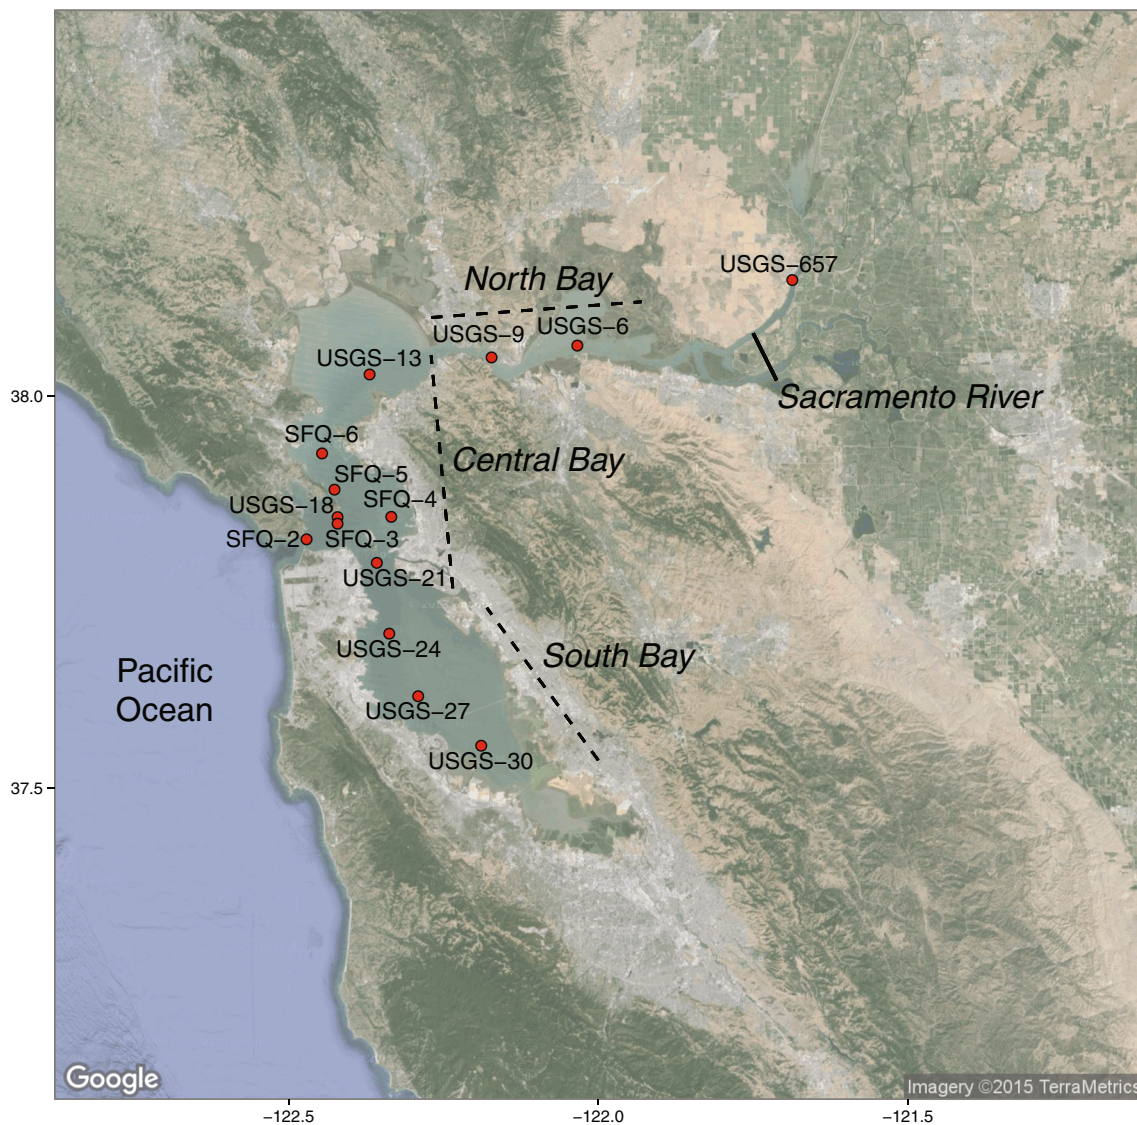 USGS−657
North Bay
USGS−9
USGS−6
USGS−13
38.0
Sacramento River
SFQ−6
Central Bay
SFQ−5
SFQ−4
USGS−18
SFQ−2
SFQ−3
USGS−21
USGS−24
South Bay
Pacific
Ocean
USGS−27
USGS−30
37.5
Google
Imagery ©2015 TerraMetrics
−122.5
−122.0
−121.5